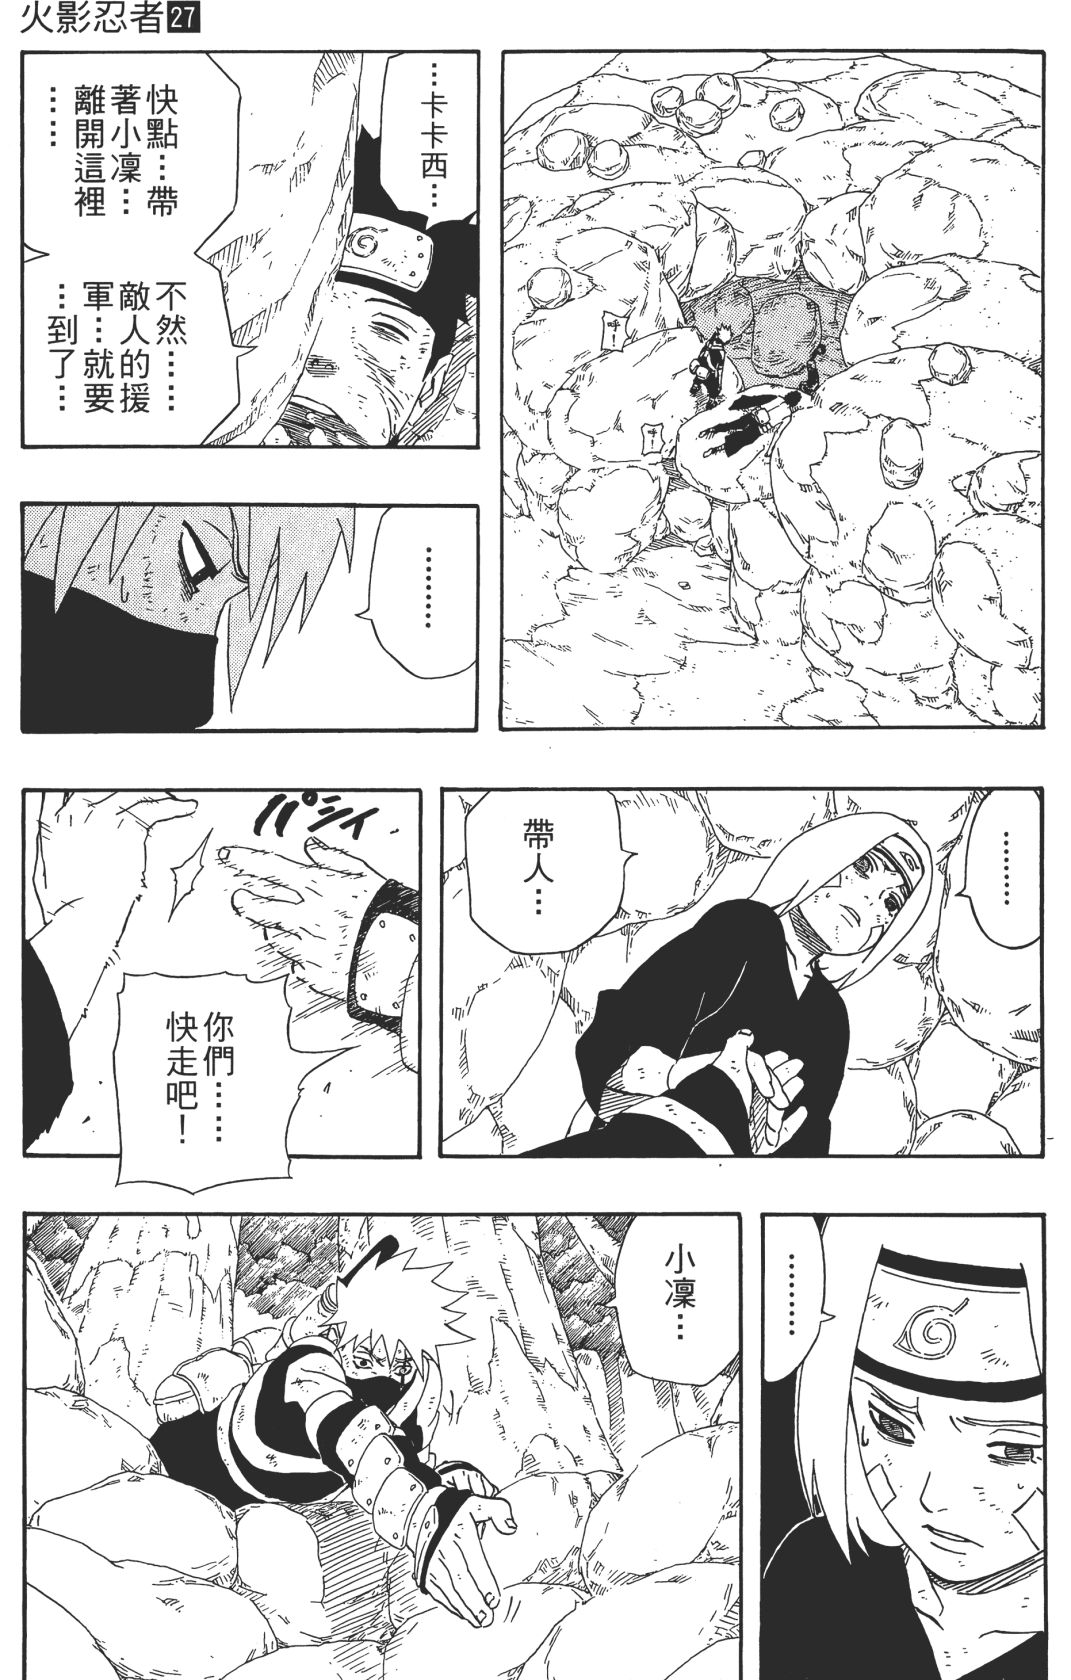 火影忍者27
呼！
…卡卡西…
快點…帶
著小凜…
離開這裡
……
不然……
敵人的援
軍…就要
…到了…
………
………
帶人…
パシィ
你們……
快走吧！
………
小凜…